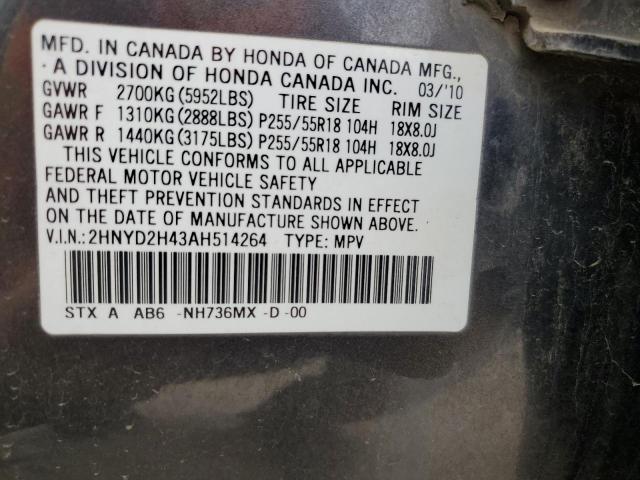 MFD. IN CANADA BY HONDA OF CANADA MFG.,
A DIVISION OF HONDA CANADA INC. 03/'10
GVWR 2700KG(5952LBS) TIRE SIZE RIM SIZE
GAWR F 1310KG(2888LBS) P255/55R18 104H 18X8.0J
GAWR R 1440KG(3175LBS) P255/55R18 104H 18X8.0J
THIS VEHICLE CONFORMS TO ALL APPLICABLE
FEDERAL MOTOR VEHICLE SAFETY
AND THEFT PREVENTION STANDARDS IN EFFECT
ON THE DATE OF MANUFACTURE SHOWN ABOVE.
V.I.N.:2HNYD2H43AH514264 TYPE: MPV
STX A AB6 -NH736MX -D -00